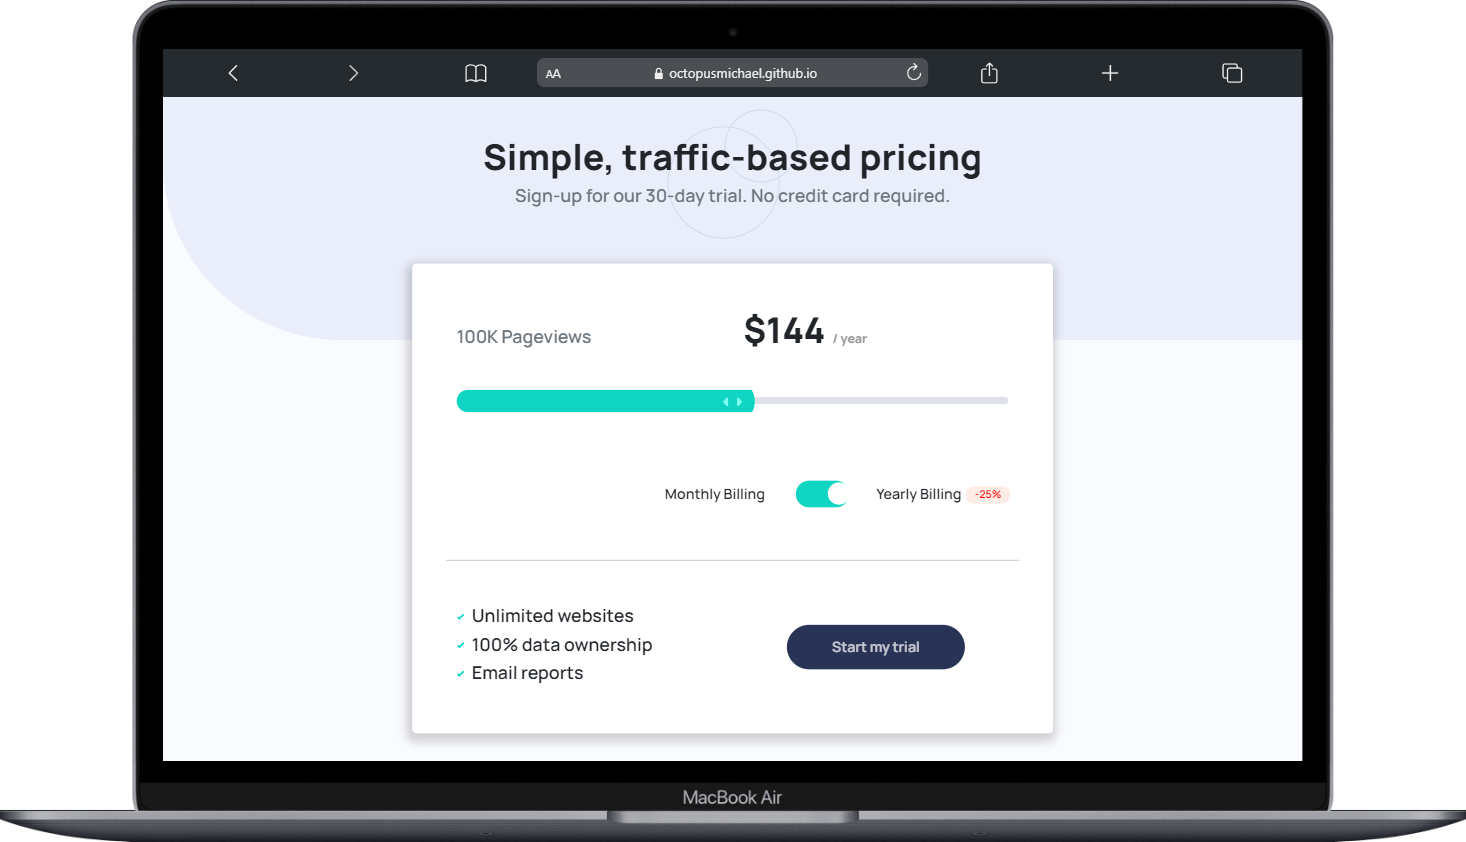 AA octopusmichael.github.io
Simple, traffic-based pricing
Sign-up for our 30-day trial. No credit card required.
100K Pageviews $144 / year
Monthly Billing Yearly Billing -25%
Unlimited websites
100% data ownership
Email reports
Start my trial
MacBook Air